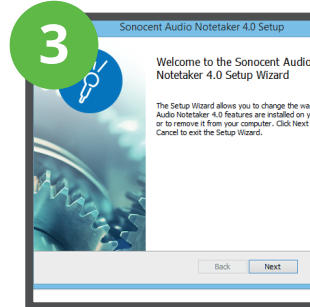 3
Sonocent Audio Notetaker 4.0 Setup
Welcome to the Sonocent Audio
Notetaker 4.0 Setup Wizard
The Setup Wizard allows you to change the wa
Audio Notetaker 4.0 features are installed on y
or to remove it from your computer. Click Next
Cancel to exit the Setup Wizard.
Back
Next